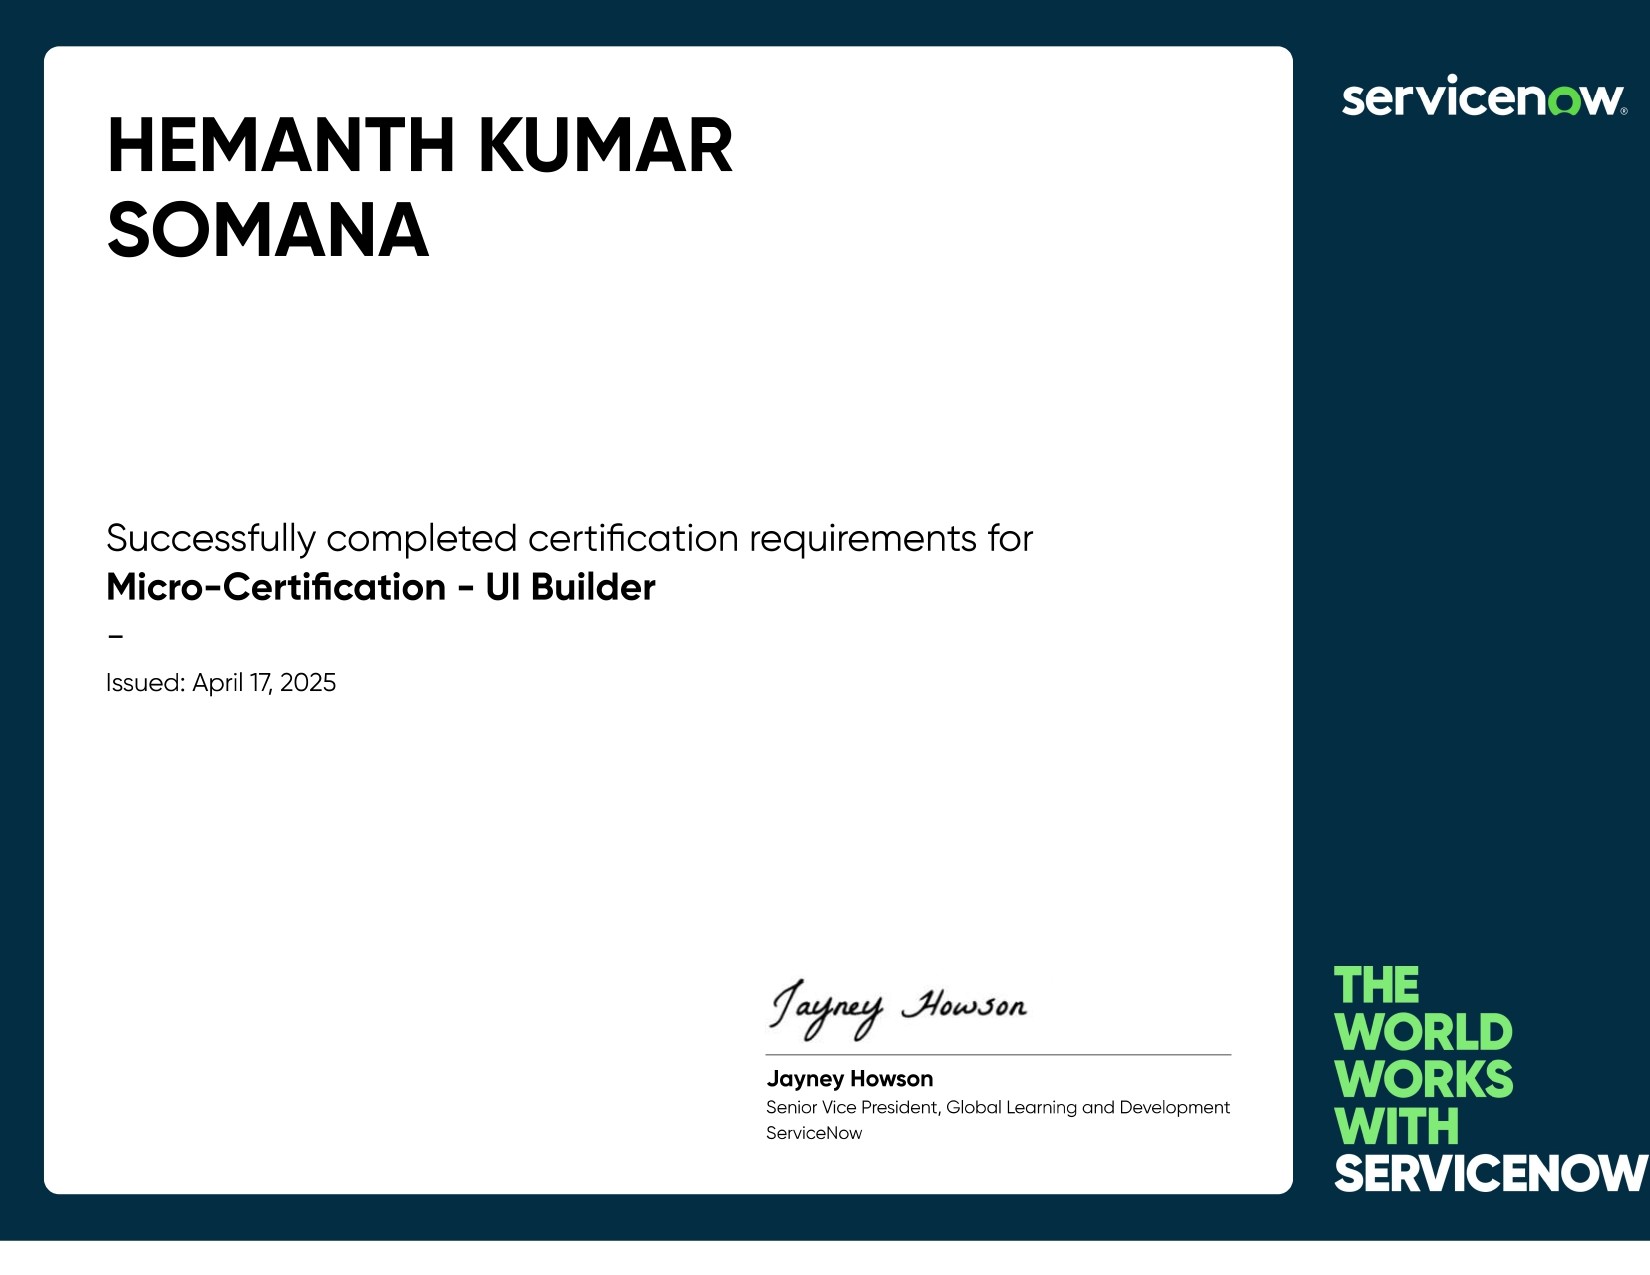 HEMANTH KUMAR
SOMANA
servicenow®
Successfully completed certification requirements for
Micro-Certification - UI Builder
–
Issued: April 17, 2025
Jayney Howson
Jayney Howson
Senior Vice President, Global Learning and Development
ServiceNow
THE
WORLD
WORKS
WITH
SERVICENOW